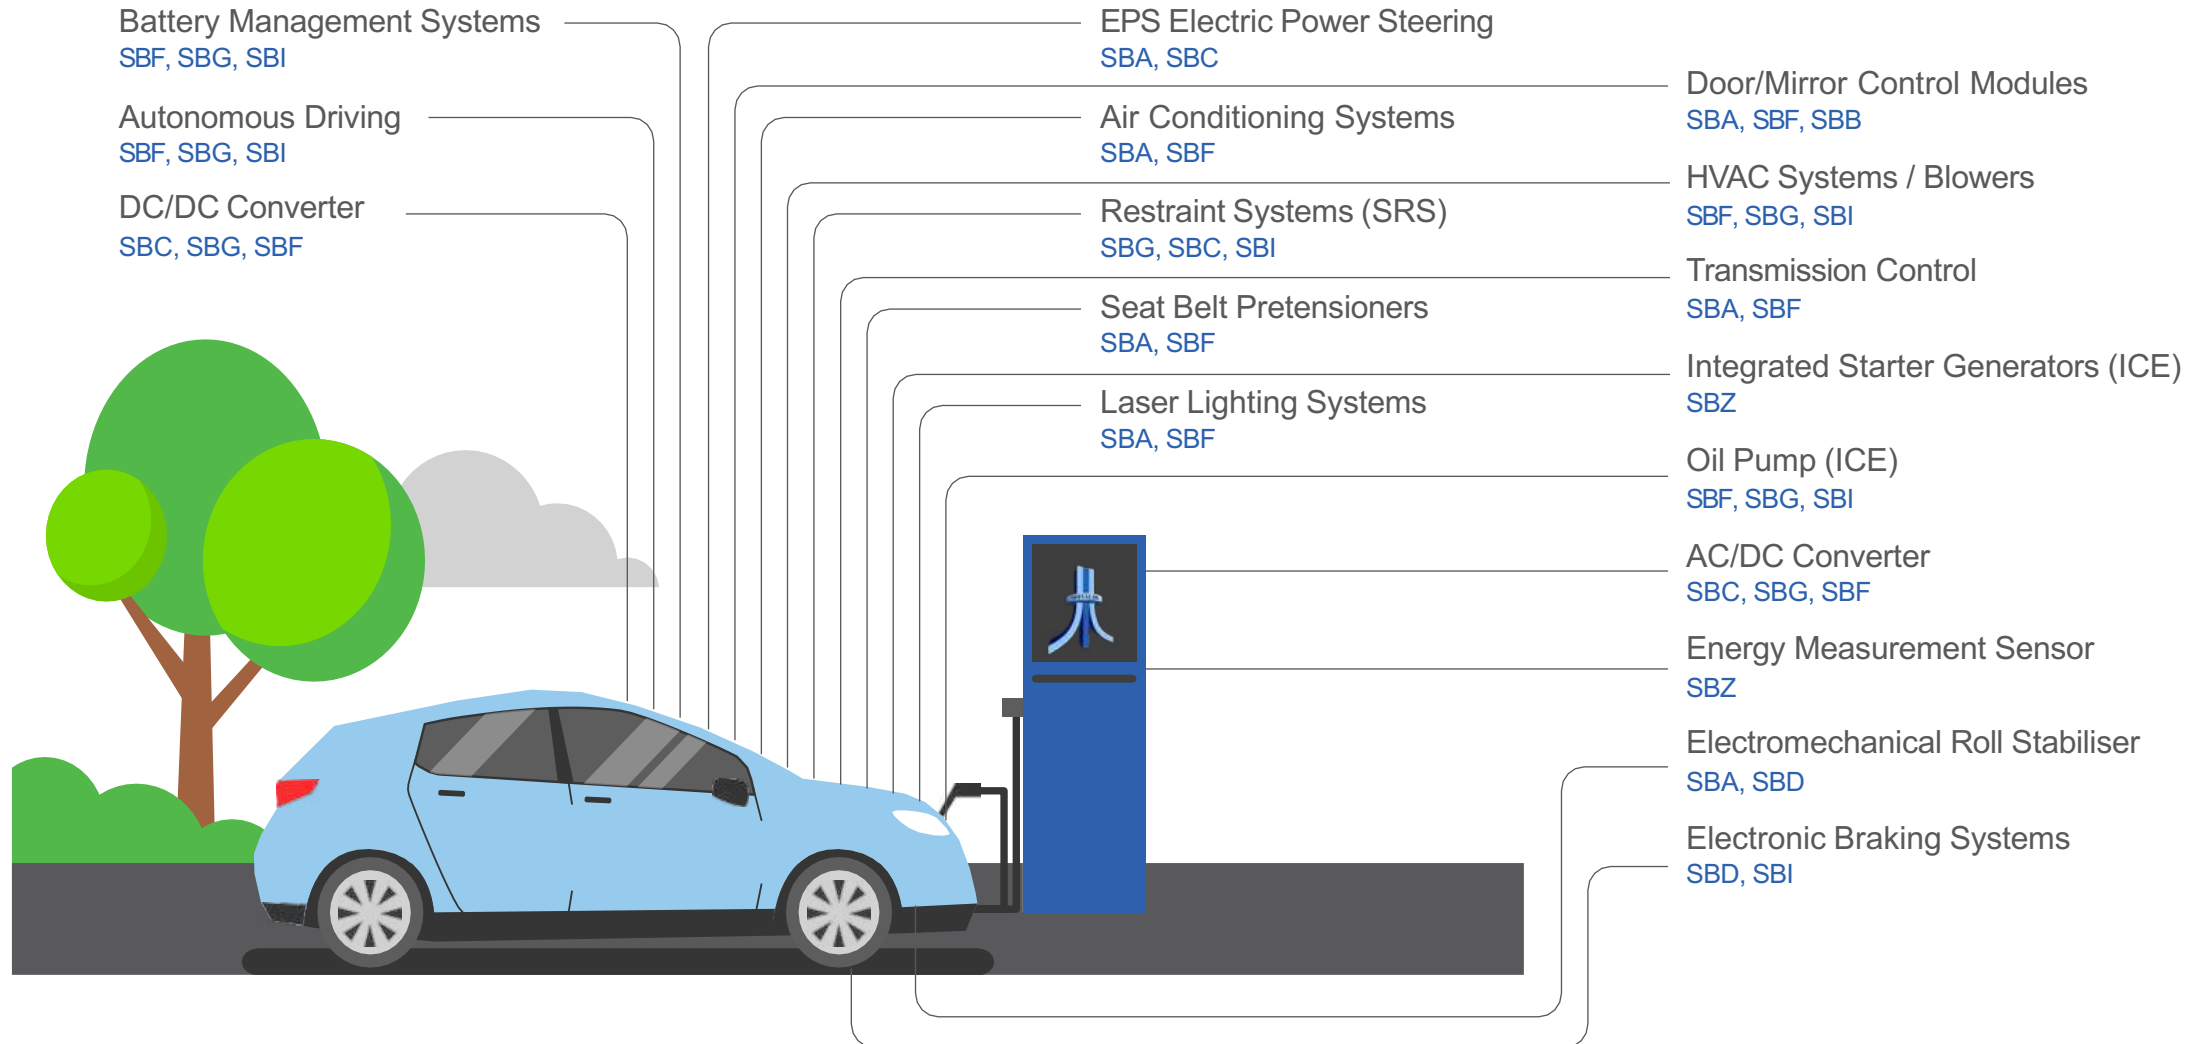 Battery Management Systems
SBF, SBG, SBI
Autonomous Driving
SBF, SBG, SBI
DC/DC Converter
SBC, SBG, SBF
EPS Electric Power Steering
SBA, SBC
Air Conditioning Systems
SBA, SBF
Restraint Systems (SRS)
SBG, SBC, SBI
Seat Belt Pretensioners
SBA, SBF
Laser Lighting Systems
SBA, SBF
Door/Mirror Control Modules
SBA, SBF, SBB
HVAC Systems / Blowers
SBF, SBG, SBI
Transmission Control
SBA, SBF
Integrated Starter Generators (ICE)
SBZ
Oil Pump (ICE)
SBF, SBG, SBI
AC/DC Converter
SBC, SBG, SBF
Energy Measurement Sensor
SBZ
Electromechanical Roll Stabiliser
SBA, SBD
Electronic Braking Systems
SBD, SBI